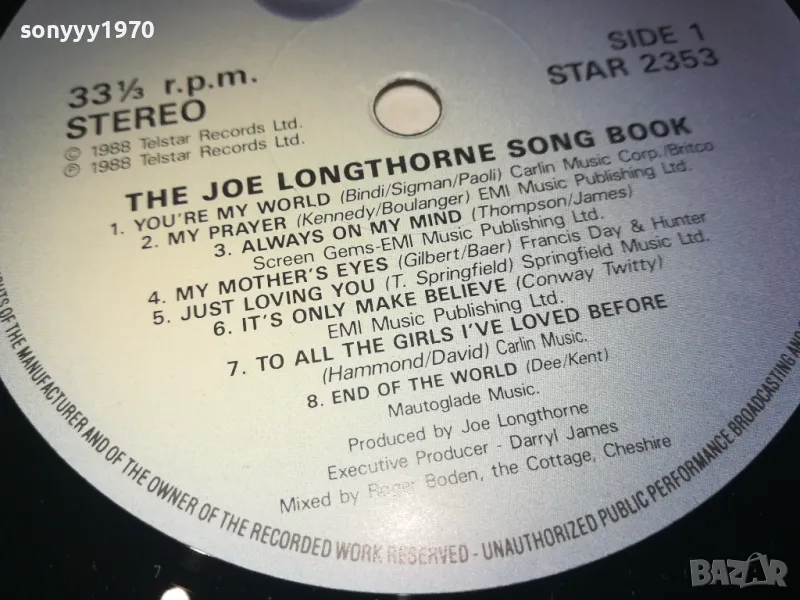 sonyyy1970
33⅓ r.p.m.
STEREO
© 1988 Telstar Records Ltd.
℗ 1988 Telstar Records Ltd.
SIDE 1
STAR 2353
THE JOE LONGTHORNE SONG BOOK
1. YOU'RE MY WORLD (Bindi/Sigman/Paoli) Carlin Music Corp./Britco
2. MY PRAYER (Kennedy/Boulanger) EMI Music Publishing Ltd.
3. ALWAYS ON MY MIND (Thompson/James)
Screen Gems-EMI Music Publishing Ltd.
4. MY MOTHER'S EYES (Gilbert/Baer) Francis Day & Hunter
5. JUST LOVING YOU (T. Springfield) Springfield Music Ltd.
6. IT'S ONLY MAKE BELIEVE (Conway Twitty)
EMI Music Publishing Ltd.
7. TO ALL THE GIRLS I'VE LOVED BEFORE
(Hammond/David) Carlin Music.
8. END OF THE WORLD (Dee/Kent)
Mautoglade Music.
Produced by Joe Longthorne
Executive Producer - Darryl James
Mixed by Roger Boden, the Cottage, Cheshire
OF THE MANUFACTURER AND OF THE OWNER OF THE RECORDED WORK RESERVED - UNAUTHORIZED PUBLIC PERFORMANCE BROADCASTING AND
BAZAR
bazar.bg